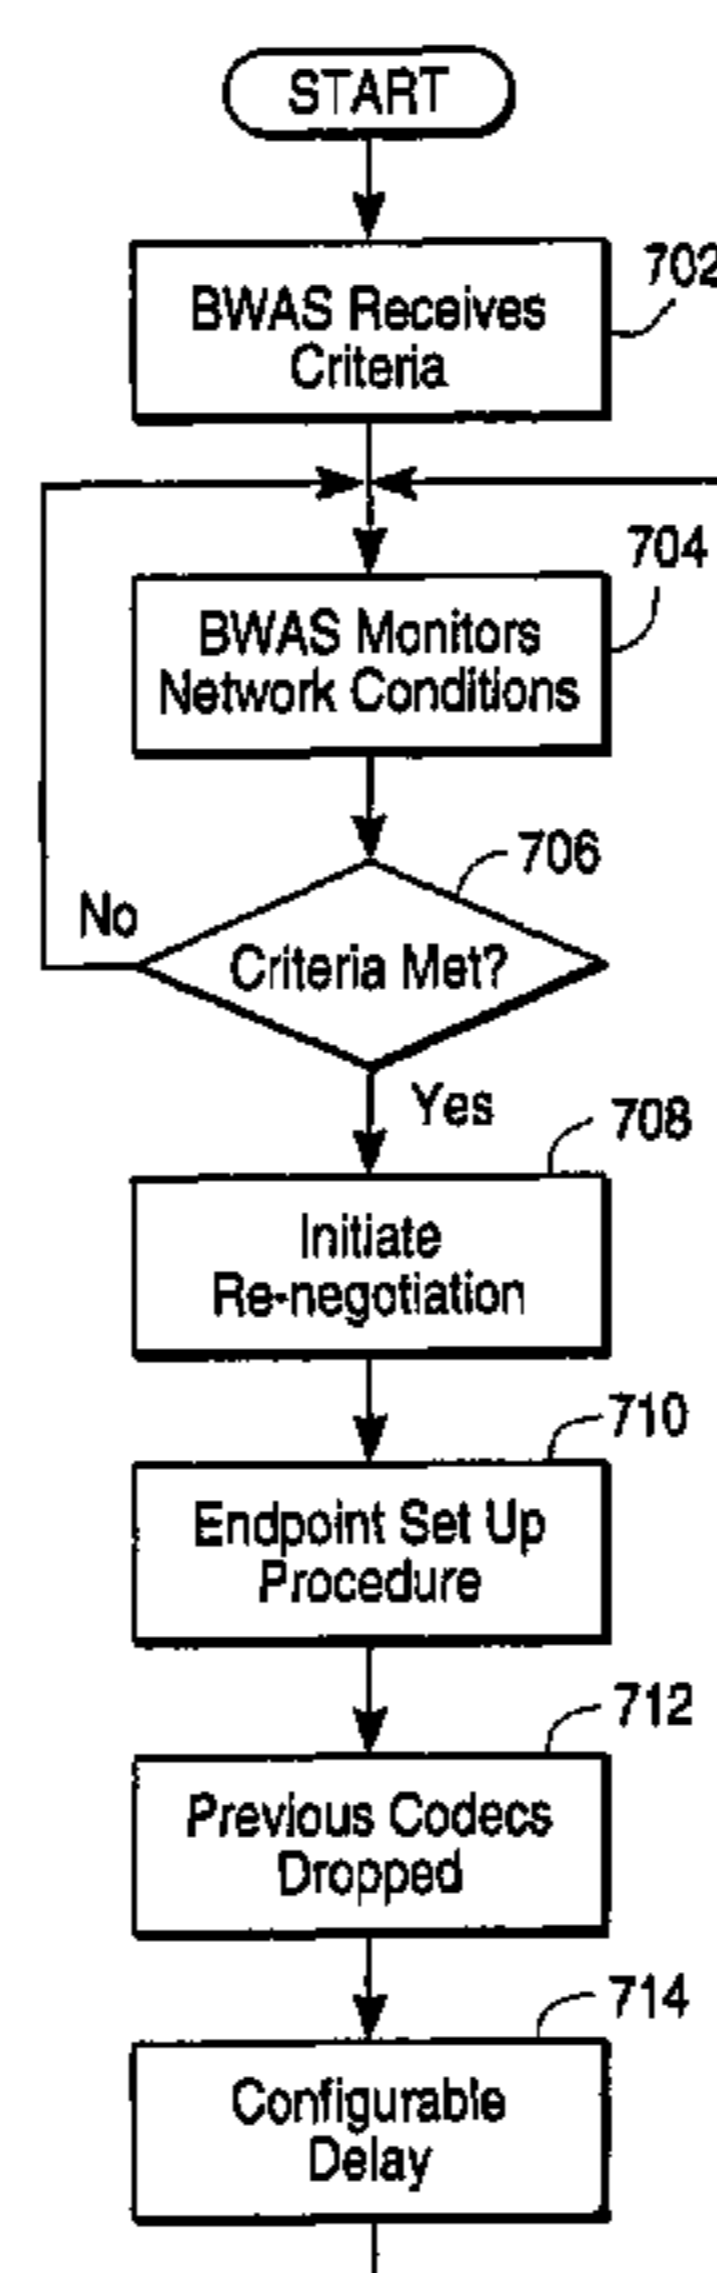 START
702
BWAS Receives
Criteria
704
BWAS Monitors
Network Conditions
706
No
Criteria Met?
Yes
708
Initiate
Re-negotiation
710
Endpoint Set Up
Procedure
712
Previous Codecs
Dropped
714
Configurable
Delay